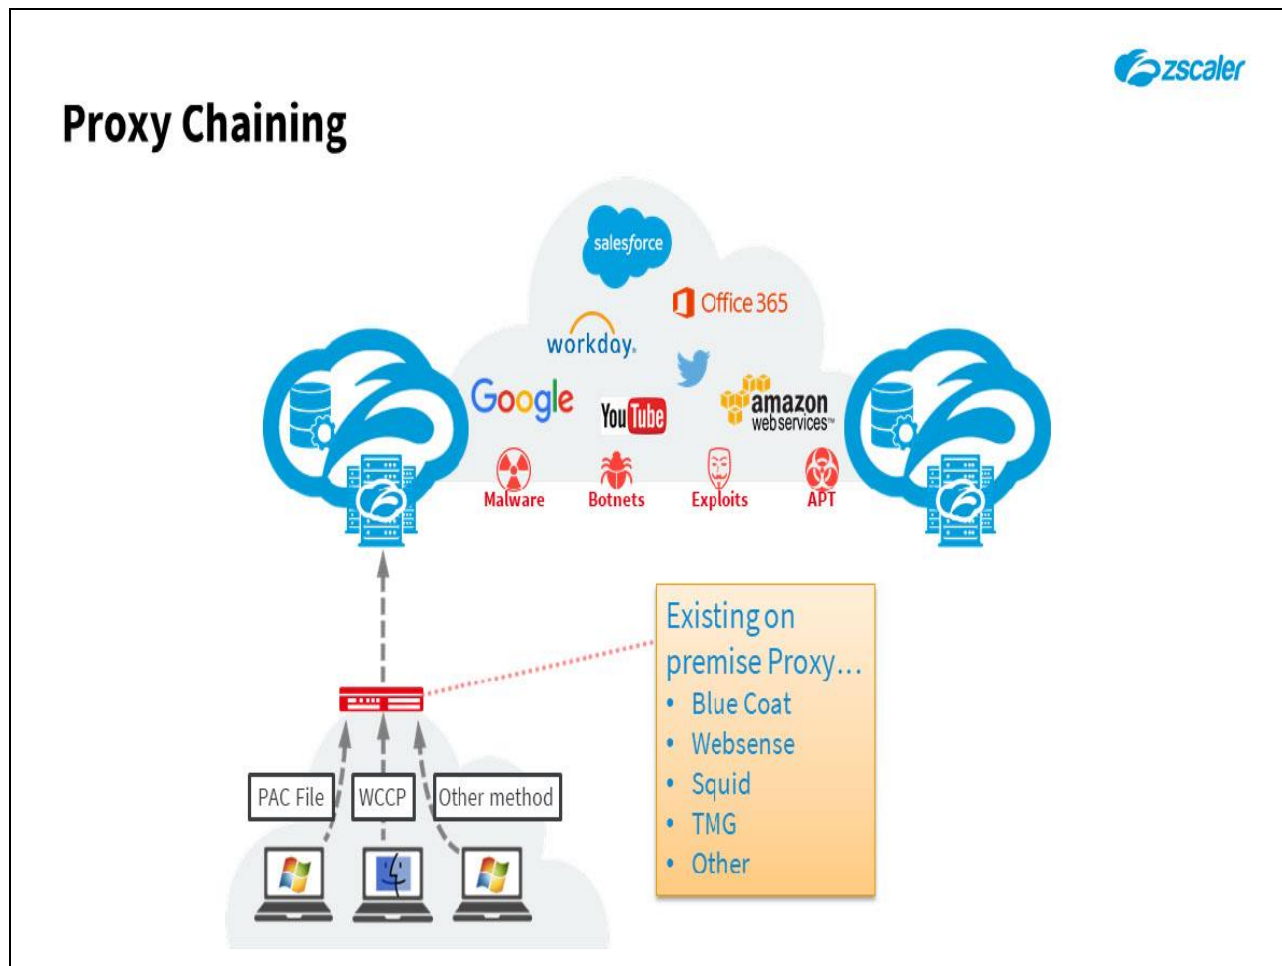 zscaler
Proxy Chaining
salesforce
Office 365
workday.
Google
YouTube
amazon
webservices™
Malware
Botnets
Exploits
APT
Existing on
premise Proxy…
• Blue Coat
• Websense
• Squid
• TMG
• Other
PAC File
WCCP
Other method